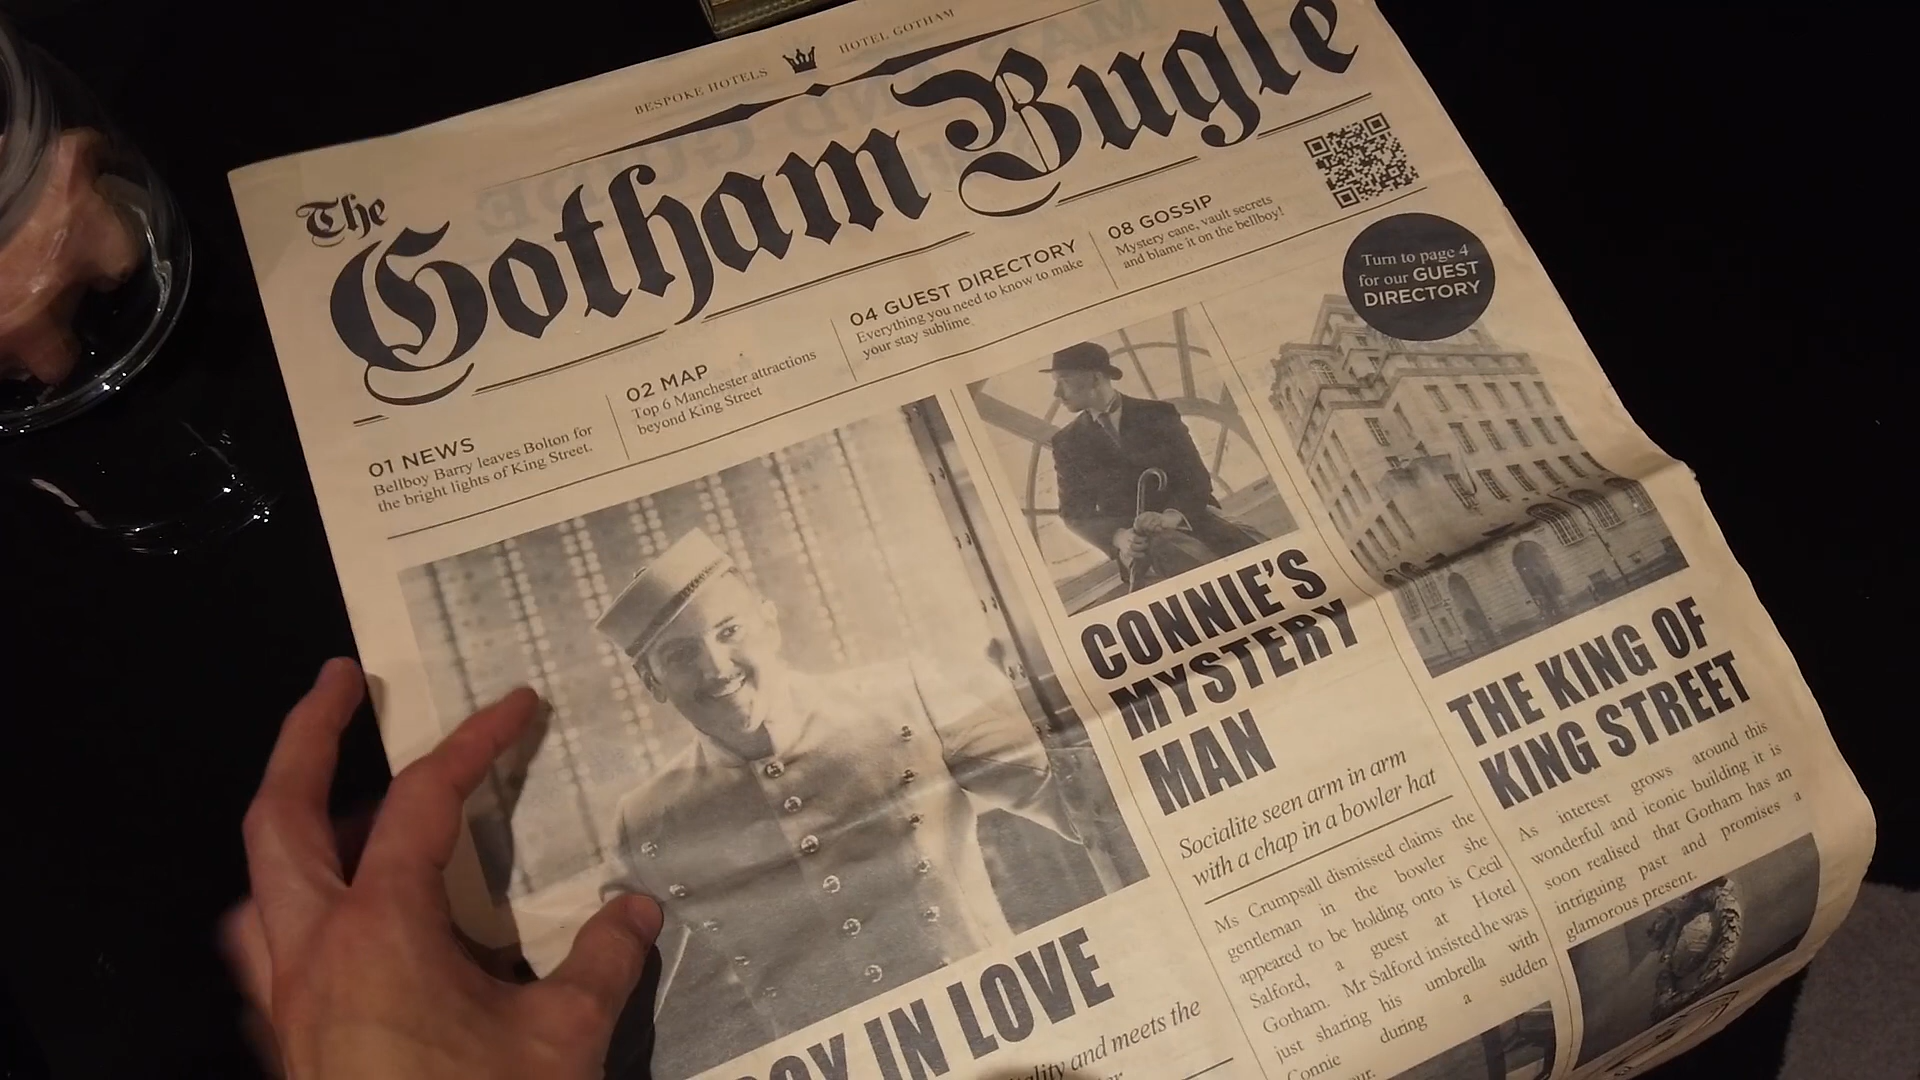 BESPOKE HOTELS
HOTEL GOTHAM
The
Gotham Bugle
01 NEWS
Bellboy Barry leaves Bolton for
the bright lights of King Street.
02 MAP
Top 6 Manchester attractions
beyond King Street
04 GUEST DIRECTORY
Everything you need to know to make
your stay sublime
08 GOSSIP
Mystery cane, vault secrets
and blame it on the bellboy!
Turn to page 4
for our GUEST
DIRECTORY
IN LOVE
and meets the
CONNIE'S
MYSTERY
MAN
Socialite seen arm in arm
with a chap in a bowler hat
Ms Crumpsall dismissed claims the
gentleman in the bowler she
appeared to be holding onto is Cecil
Salford, a guest at Hotel
Gotham. Mr Salford insisted he was
just sharing his umbrella with
Connie during a sudden
THE KING OF
KING STREET
As interest grows around this
wonderful and iconic building it is
soon realised that Gotham has an
intriguing past and promises a
glamorous present.